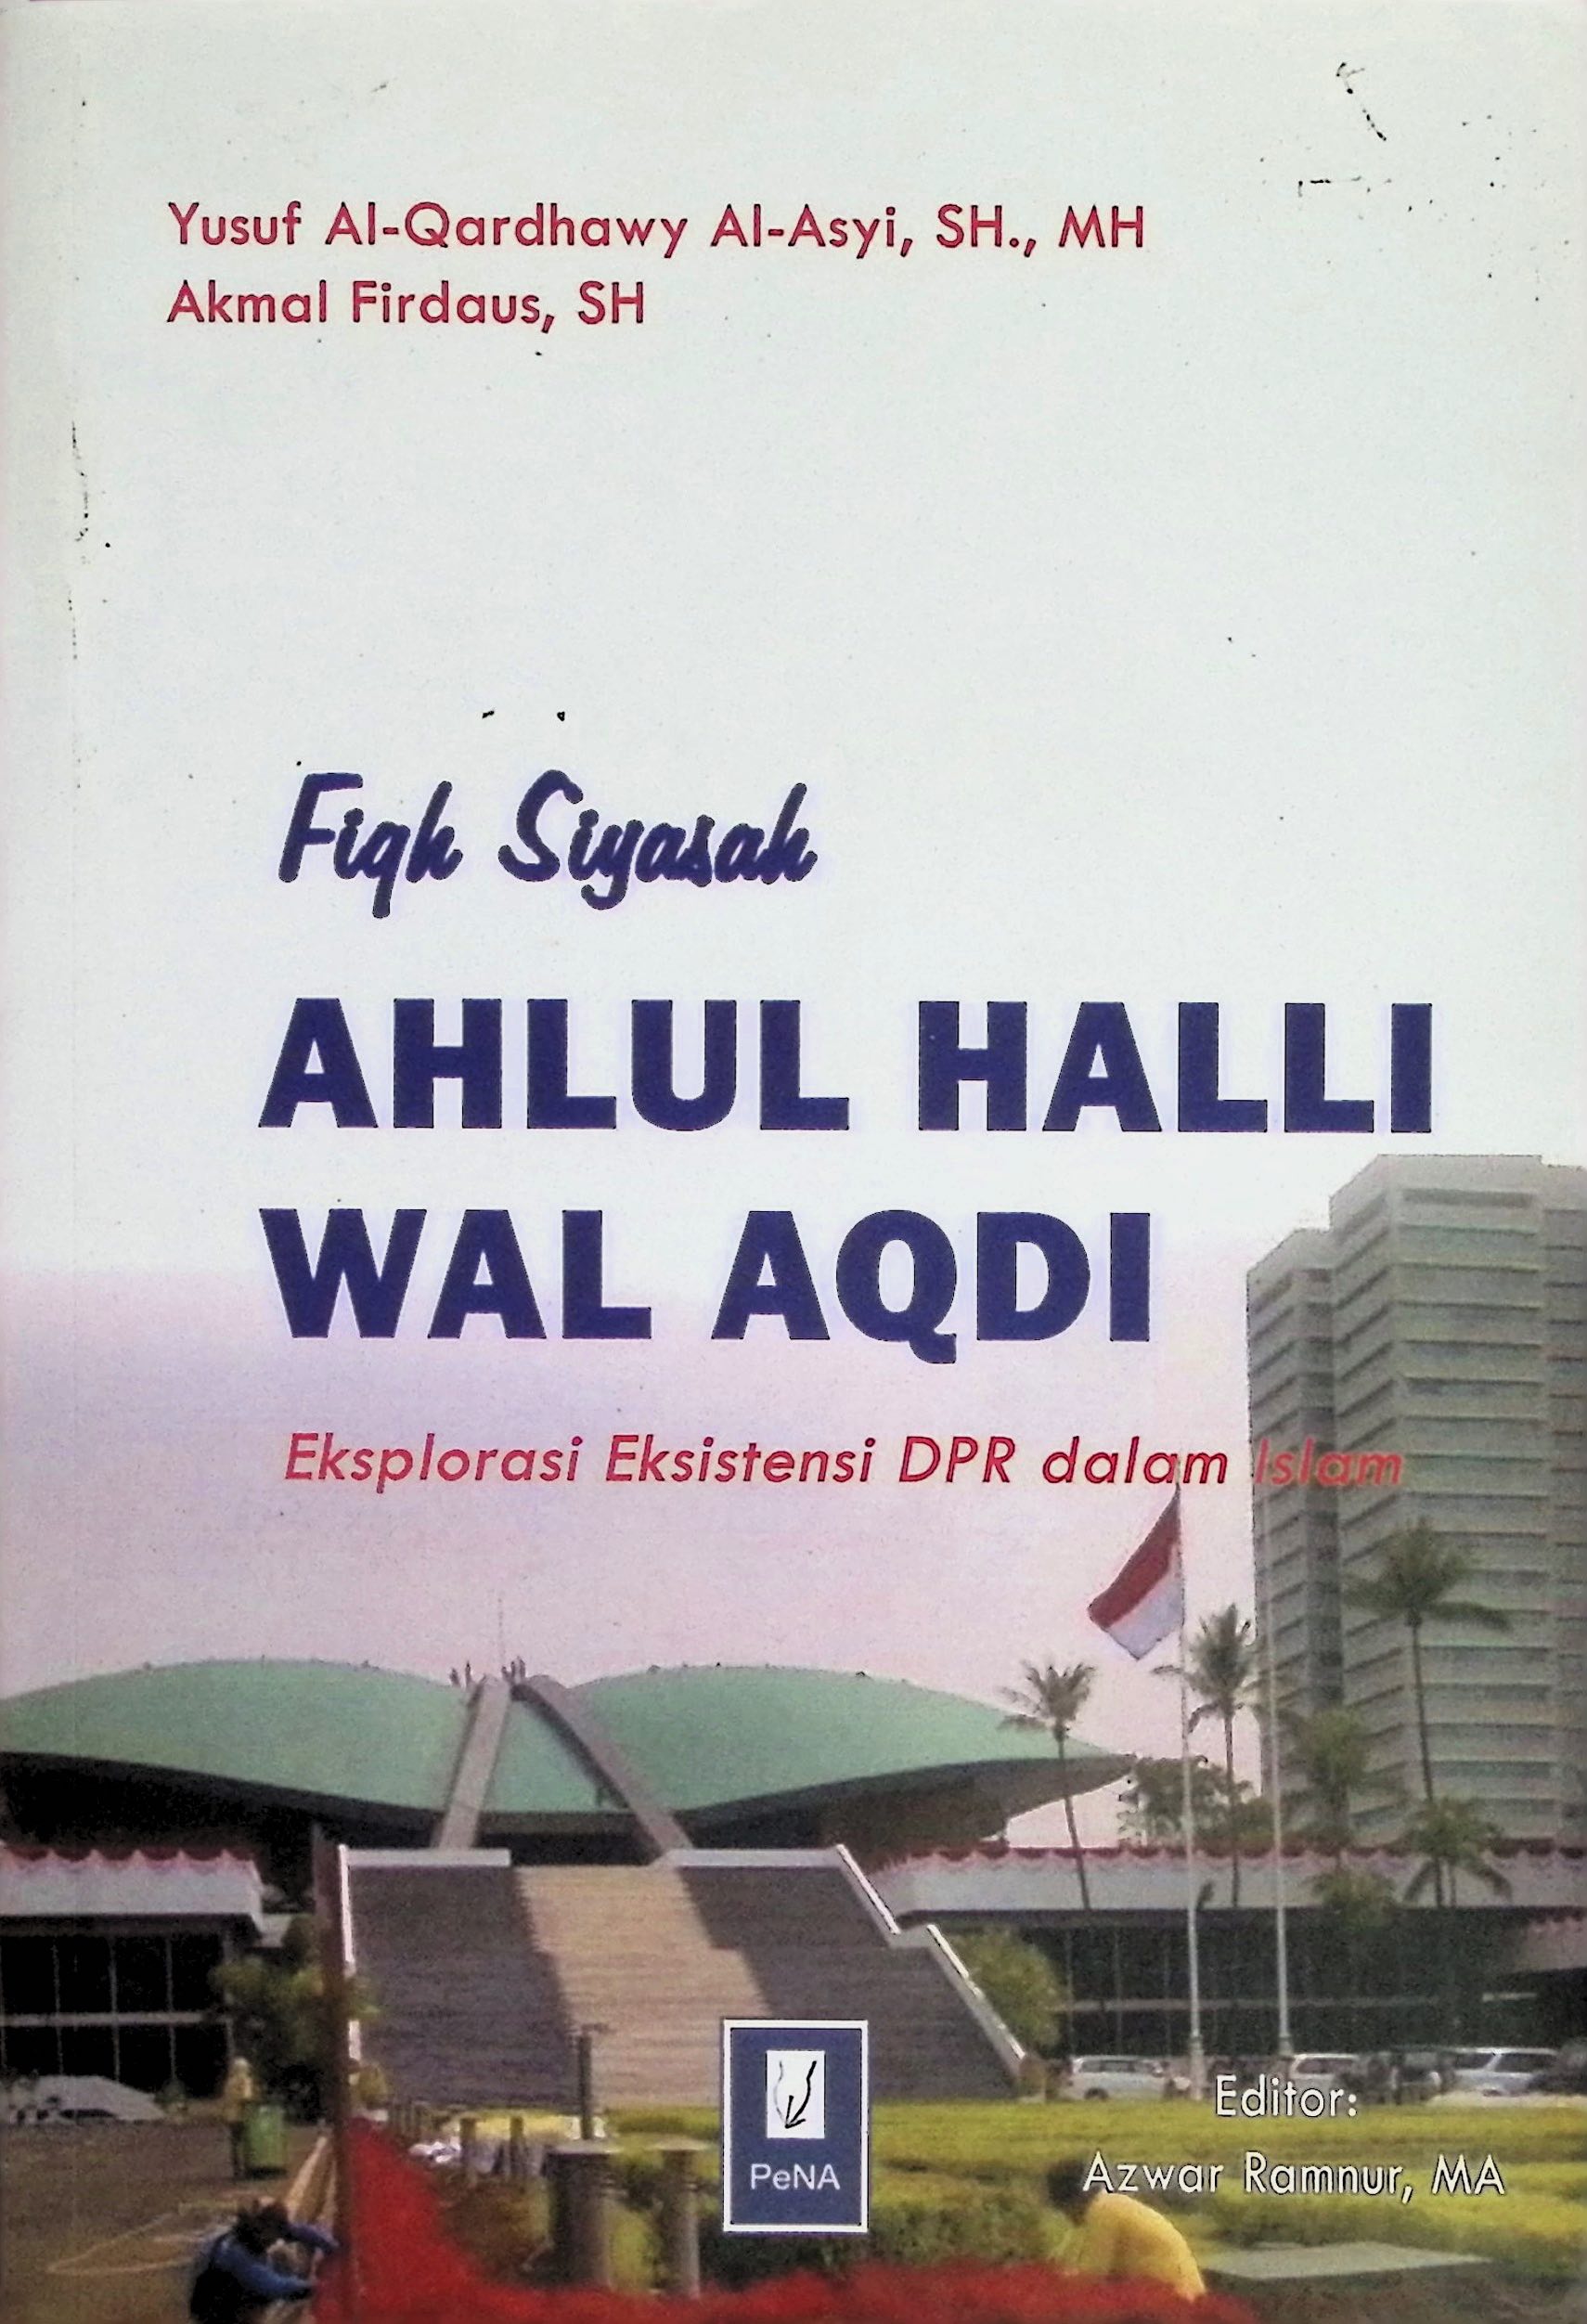 Yusuf Al-Qardhawy Al-Asyi, SH., MH
Akmal Firdaus, SH
Fiqh Siyasah
AHLUL HALLI
WAL AQDI
Eksplorasi Eksistensi DPR dalam Islam
PeNA
Editor:
Azwar Ramnur, MA